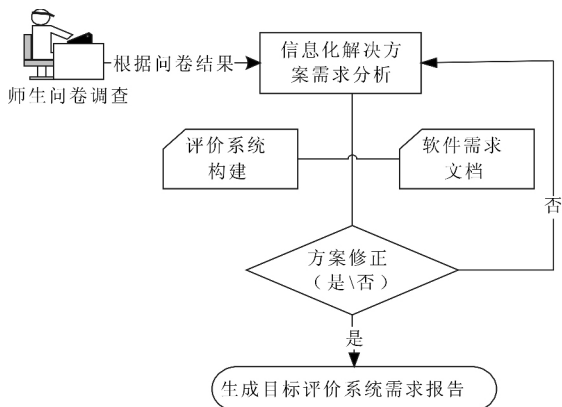 师生问卷调查
根据问卷结果
信息化解决方
案需求分析
评价系统
构建
软件需求
文档
否
方案修正
（是\否）
是
生成目标评价系统需求报告